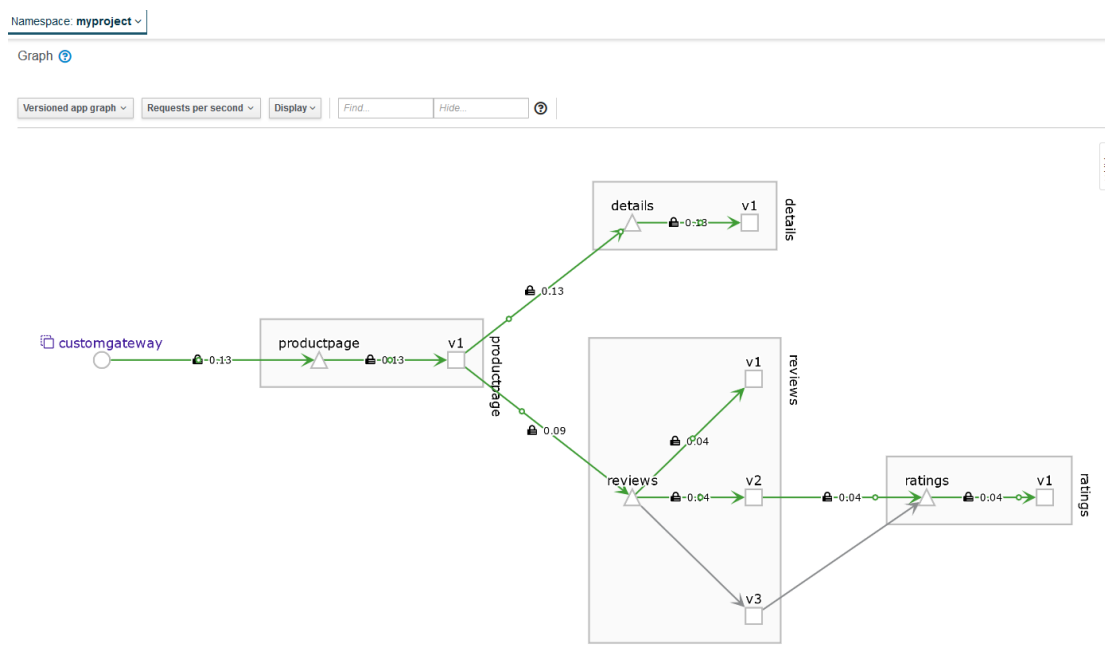 Namespace: myproject
Graph
Versioned app graph
Requests per second
Display
Find...
Hide...
details
v1
details
0.13
0.13
customgateway
productpage
v1
productpage
0.13
0.13
v1
reviews
0.09
0.04
reviews
v2
ratings
v1
ratings
0.04
0.04
0.04
v3